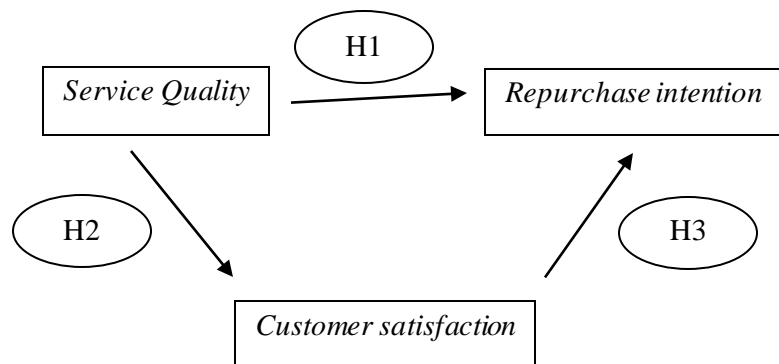 H1
Service Quality
Repurchase intention
H2
H3
Customer satisfaction